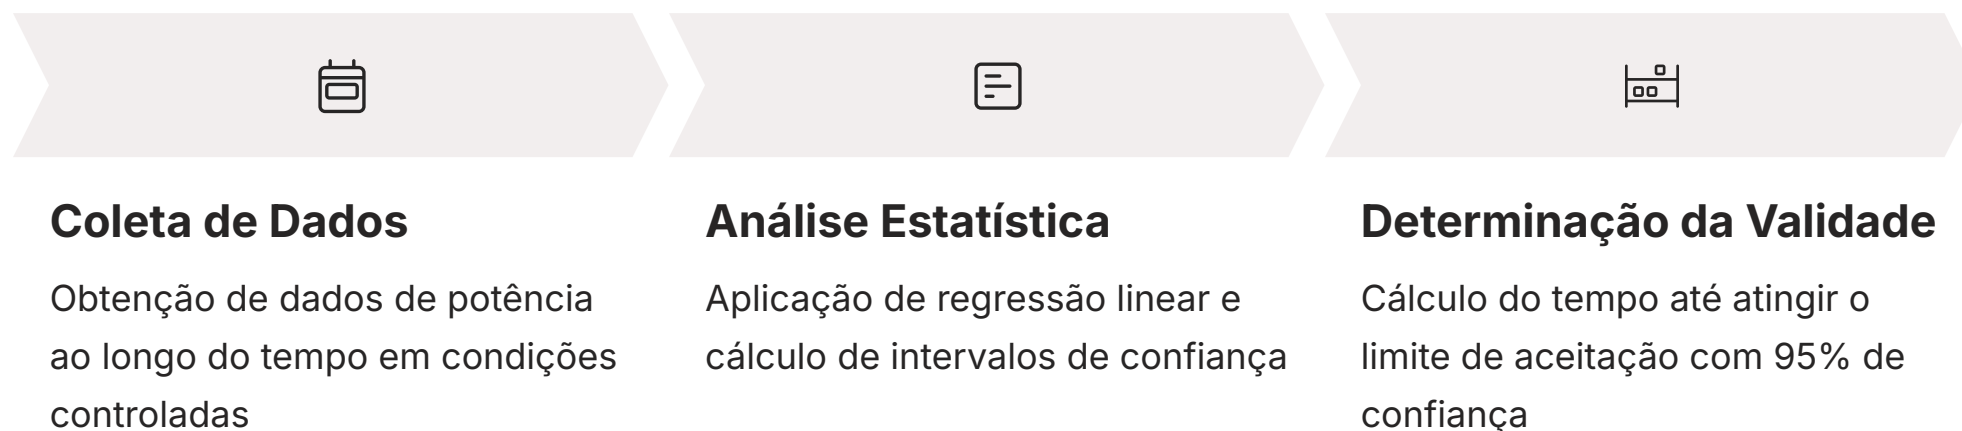 Coleta de Dados
Obtenção de dados de potência
ao longo do tempo em condições
controladas
Análise Estatística
Aplicação de regressão linear e
cálculo de intervalos de confiança
Determinação da Validade
Cálculo do tempo até atingir o
limite de aceitação com 95% de
confiança